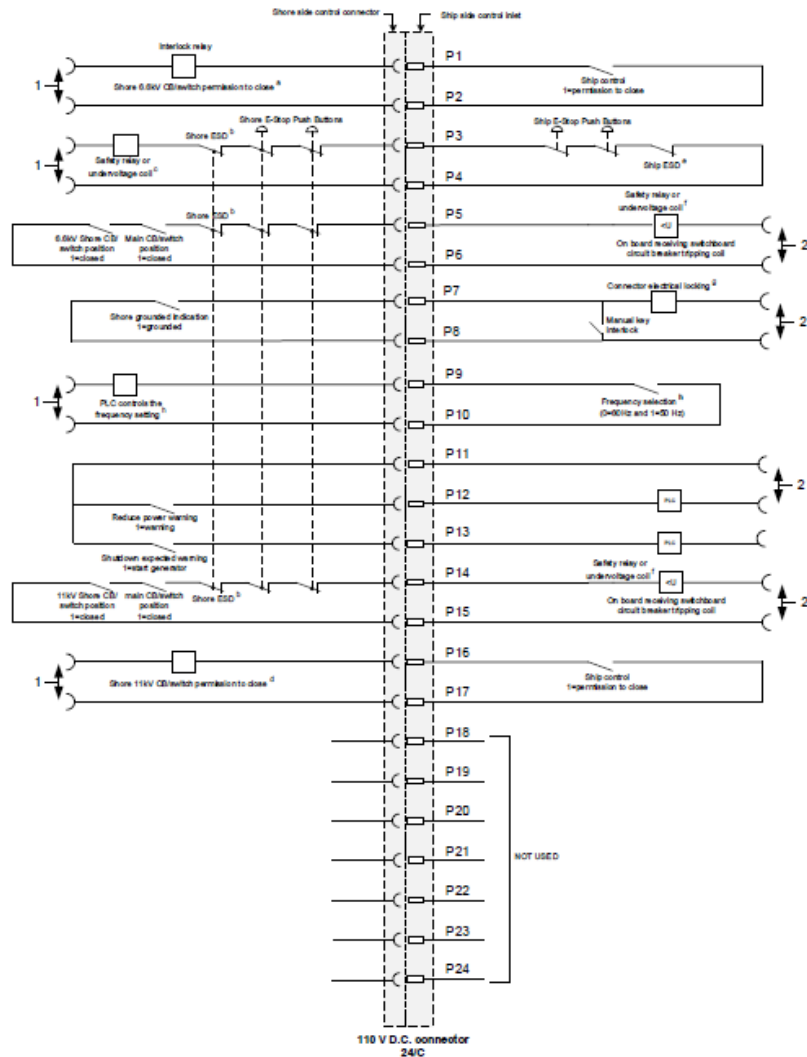 Shore side control connector
Ship side control inlet
Interlock relay
P1
1
Shore 6.6kV CB/switch permission to close a
Ship control
1=permission to close
P2
Shore E-Stop Push Buttons
Ship E-Stop Push Buttons
Shore ESD b
P3
1
Safety relay or
undervoltage coil c
Ship ESD e
P4
Safety relay or
undervoltage coil f
Shore ESD b
P5
<U
6.6kV Shore CB/
switch position
1=closed
Main CB/switch
position
1=closed
On board receiving switchboard
circuit breaker tripping coil
2
P6
Connector electrical locking g
P7
Shore grounded indication
1=grounded
Manual key
interlock
2
P8
P9
1
PLC controls the
frequency setting h
Frequency selection h
(0=60Hz and 1=50 Hz)
P10
P11
2
P12
PLC
Reduce power warning
1=warning
P13
PLC
Shutdown expected warning
1=start generator
Safety relay or
undervoltage coil f
P14
<U
11kV Shore CB/
switch position
1=closed
main CB/switch
position
1=closed
Shore ESD b
On board receiving switchboard
circuit breaker tripping coil
2
P15
P16
1
Shore 11kV CB/switch permission to close d
Ship control
1=permission to close
P17
P18
P19
P20
P21
NOT USED
P22
P23
P24
110 V D.C. connector
24/C